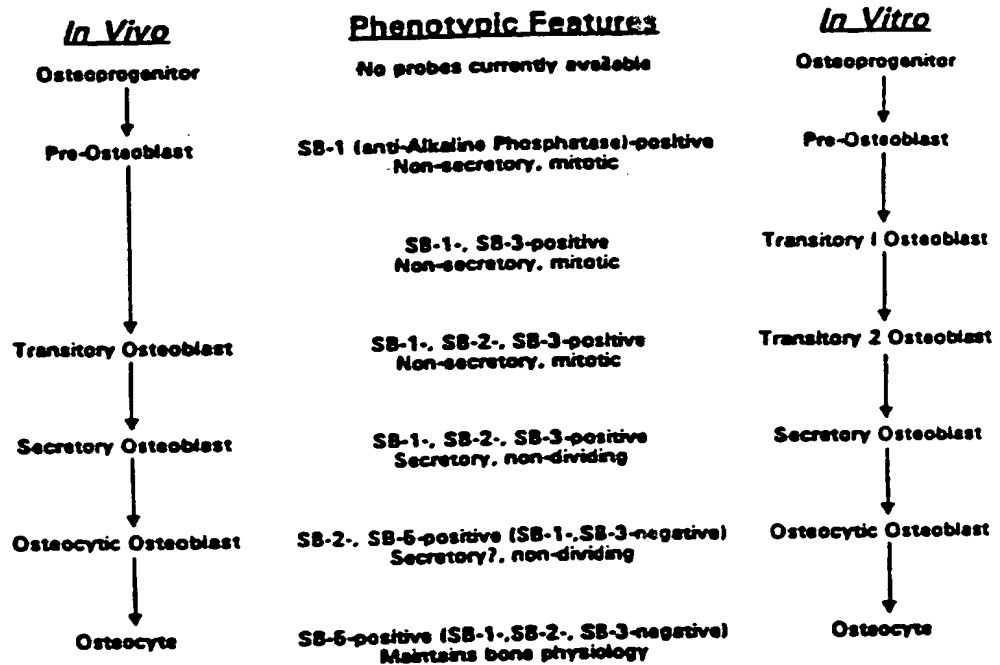 In Vivo
Phenotypic Features
In Vitro
Osteoprogenitor
No probes currently available
Osteoprogenitor
Pre-Osteoblast
SB-1 (anti-Alkaline Phosphatase)-positive
Non-secretory, mitotic
Pre-Osteoblast
SB-1-, SB-3-positive
Non-secretory, mitotic
Transitory 1 Osteoblast
Transitory Osteoblast
SB-1-, SB-2-, SB-3-positive
Non-secretory, mitotic
Transitory 2 Osteoblast
Secretory Osteoblast
SB-1-, SB-2-, SB-3-positive
Secretory, non-dividing
Secretory Osteoblast
Osteocytic Osteoblast
SB-2-, SB-5-positive (SB-1-,SB-3-negative)
Secretory?, non-dividing
Osteocytic Osteoblast
Osteocyte
SB-5-positive (SB-1-,SB-2-, SB-3-negative)
Maintains bone physiology
Osteocyte